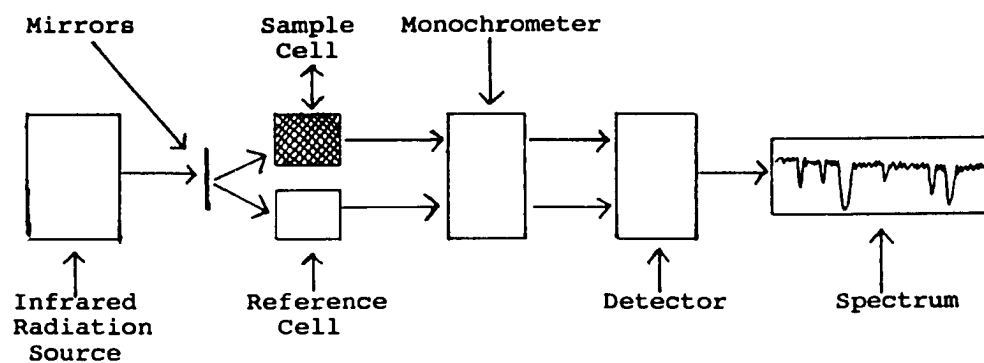 Mirrors
Sample
Cell
Monochrometer
Infrared
Radiation
Source
Reference
Cell
Detector
Spectrum